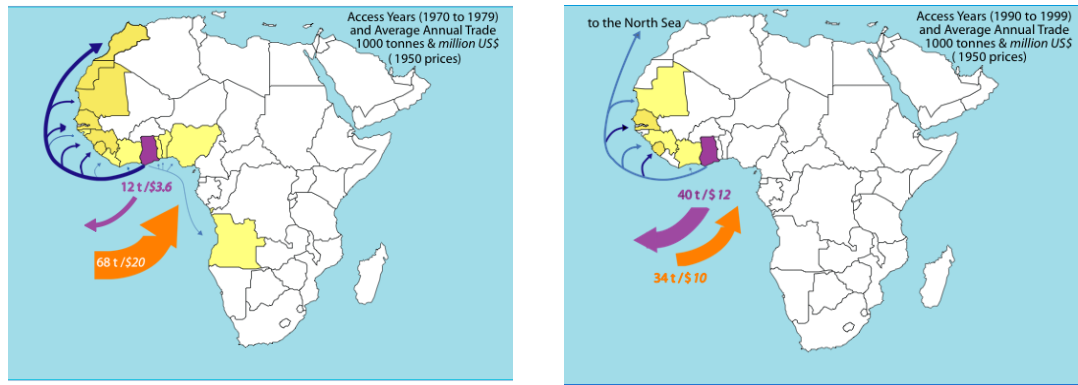 Access Years (1970 to 1979)
and Average Annual Trade
1000 tonnes & million US$
(1950 prices)
12 t/$3.6
68 t/$20
to the North Sea
Access Years (1990 to 1999)
and Average Annual Trade
1000 tonnes & million US$
(1950 prices)
40 t/$12
34 t/$10